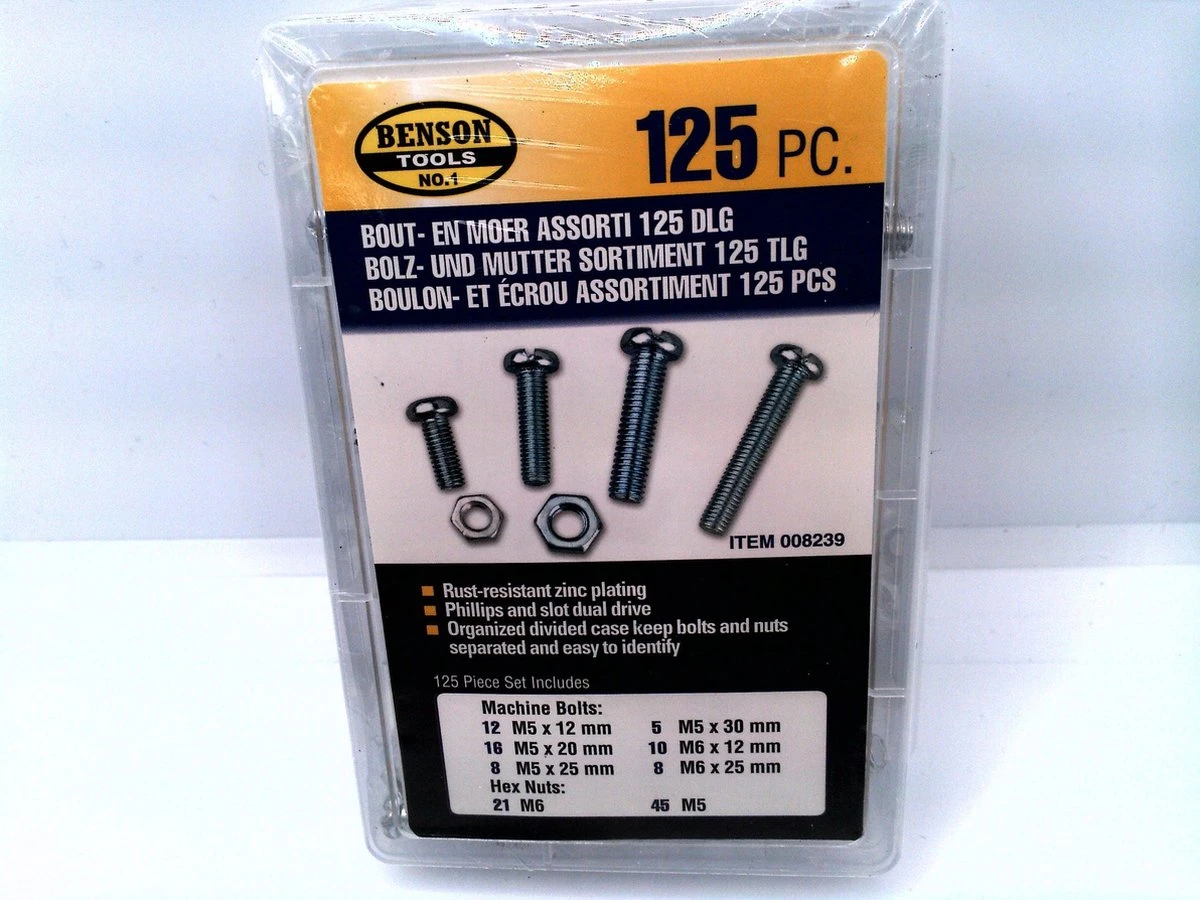 BENSON
TOOLS
NO.1
125 PC.
BOUT- EN MOER ASSORTI 125 DLG
BOLZ- UND MUTTER SORTIMENT 125 TLG
BOULON- ET ÉCROU ASSORTIMENT 125 PCS
ITEM 008239
Rust-resistant zinc plating
Phillips and slot dual drive
Organized divided case keep bolts and nuts
separated and easy to identify
125 Piece Set Includes
Machine Bolts:
12 M5 x 12 mm 5 M5 x 30 mm
16 M5 x 20 mm 10 M6 x 12 mm
8 M5 x 25 mm 8 M6 x 25 mm
Hex Nuts:
21 M6 45 M5